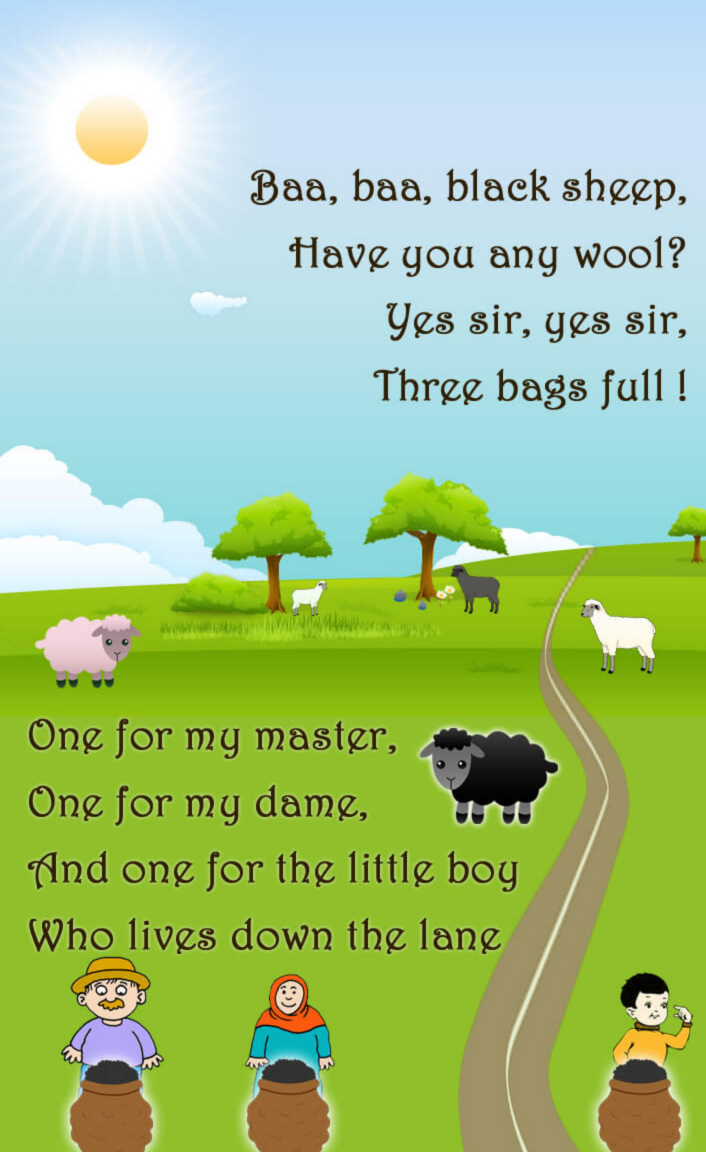 Baa, baa, black sheep,
Have you any wool?
Yes sir, yes sir,
Three bags full !
One for my master,
One for my dame,
And one for the little boy
Who lives down the lane